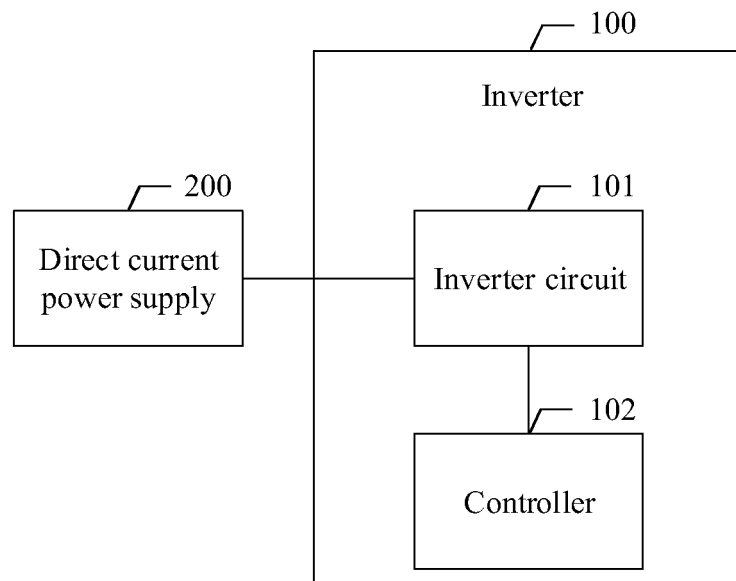 100
Inverter
200
101
Direct current
power supply
Inverter circuit
102
Controller